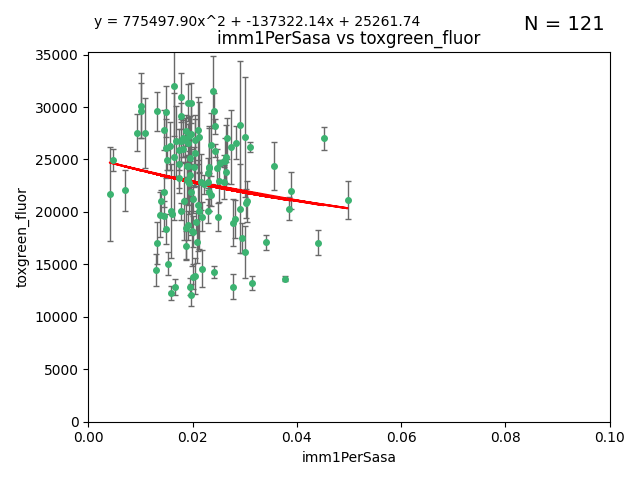 y = 775497.90x^2 + -137322.14x + 25261.74
N = 121
imm1PerSasa vs toxgreen_fluor
35000
30000
25000
20000
15000
10000
5000
0
toxgreen_fluor
0.00
0.02
0.04
0.06
0.08
0.10
imm1PerSasa